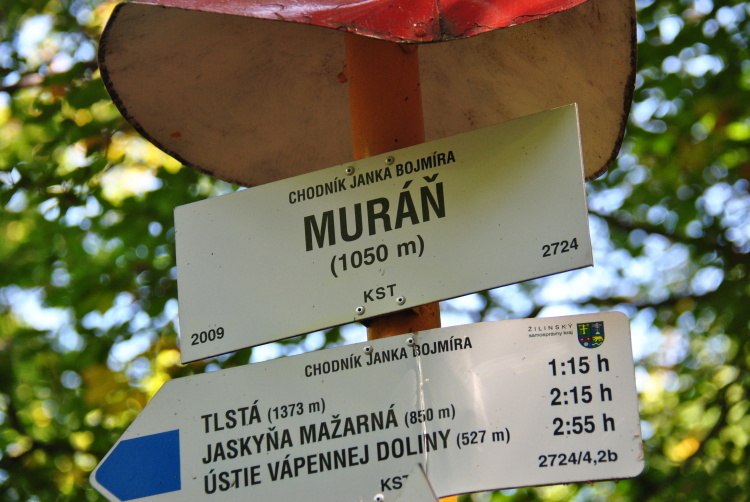 CHODNÍK JANKA BOJMÍRA
MURÁŇ
(1050 m)
KST
2009
2724
ŽILINSKÝ
samosprávny kraj
CHODNÍK JANKA BOJMÍRA
TLSTÁ (1373 m) 1:15 h
JASKYŇA MAŽARNÁ (850 m) 2:15 h
ÚSTIE VÁPENNEJ DOLINY (527 m) 2:55 h
KST
2724/4,2b